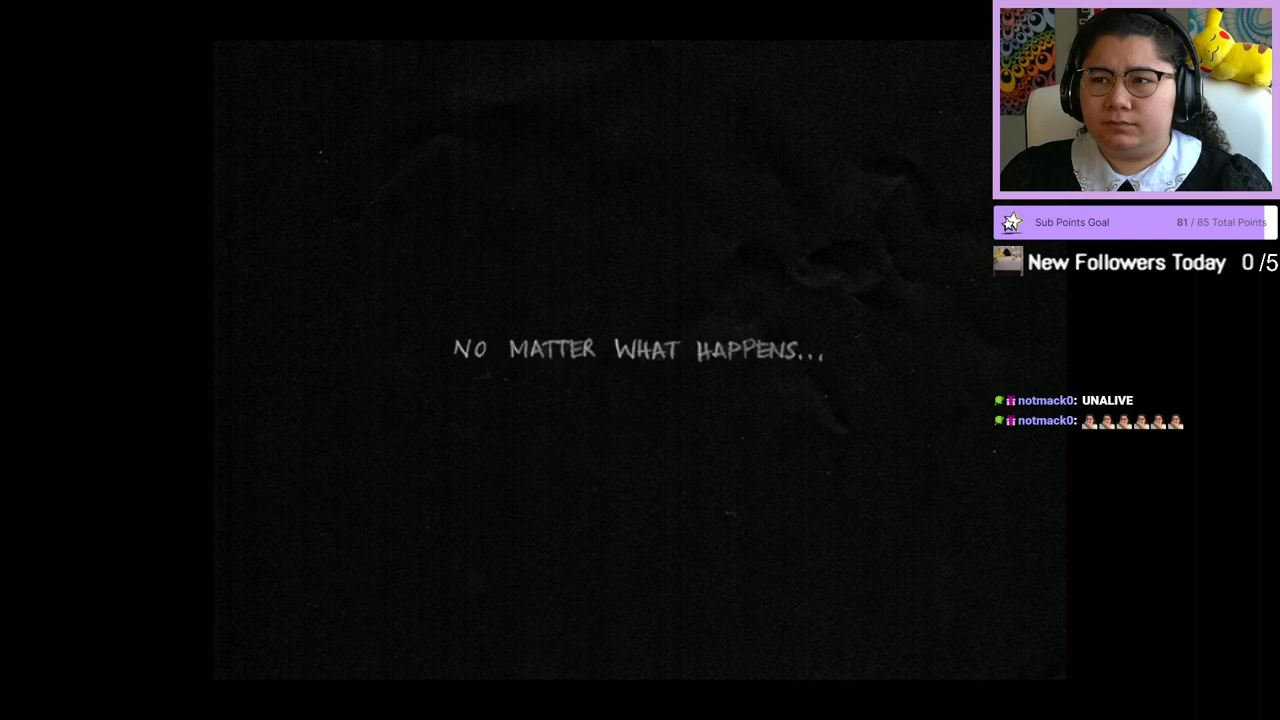 NO MATTER WHAT HAPPENS...
Sub Points Goal 81 / 85 Total Points
New Followers Today 0 /5
notmack0: UNALIVE
notmack0: